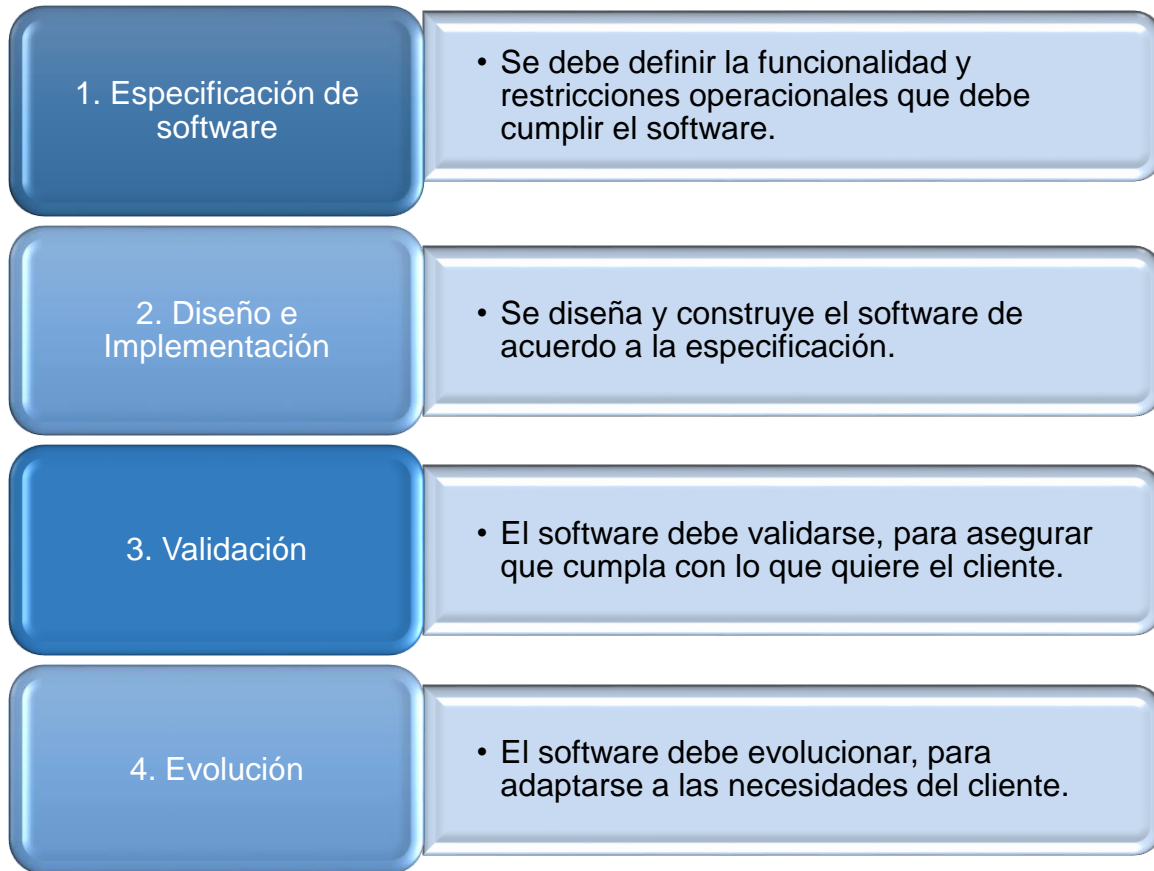 1. Especificación de
software
• Se debe definir la funcionalidad y
restricciones operacionales que debe
cumplir el software.
2. Diseño e
Implementación
• Se diseña y construye el software de
acuerdo a la especificación.
3. Validación
• El software debe validarse, para asegurar
que cumpla con lo que quiere el cliente.
4. Evolución
• El software debe evolucionar, para
adaptarse a las necesidades del cliente.